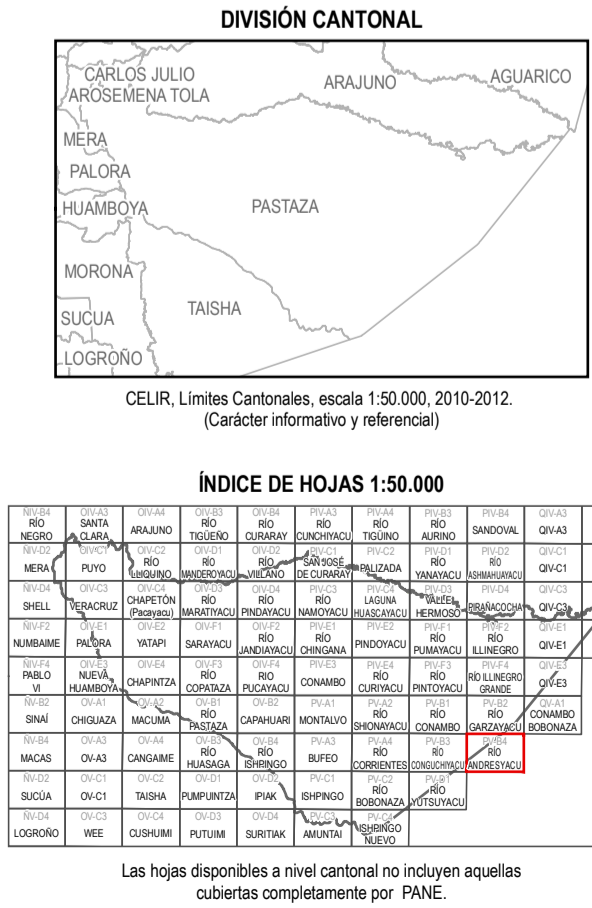 DIVISIÓN CANTONAL
CARLOS JULIO
AROSEMENA TOLA
ARAJUNO
AGUARICO
MERA
PALORA
HUAMBOYA
PASTAZA
MORONA
TAISHA
SUCUA
LOGROÑO
CELIR, Límites Cantonales, escala 1:50.000, 2010-2012.
(Carácter informativo y referencial)
ÍNDICE DE HOJAS 1:50.000
ÑIV-B4 OIV-A3 OIV-A4 OIV-B3 OIV-B4 PIV-A3 PIV-A4 PIV-B3 PIV-B4 QIV-A3
RÍO NEGRO SANTA CLARA ARAJUNO RÍO TIGÜEÑO RÍO CURARAY RÍO CUNCHIYACU RÍO TIGÜINO RÍO AURINO SANDOVAL QIV-A3
ÑIV-D2 OIV-C1 OIV-C2 OIV-D1 OIV-D2 PIV-C1 PIV-C2 PIV-D1 PIV-D2 QIV-C1
MERA PUYO RÍO LLIQUINO RÍO MANDEROYACU RÍO VILLANO SAN JOSÉ DE CURARAY PALIZADA RÍO YANAYACU RÍO ASHMAHUAYACU QIV-C1
ÑIV-D4 OIV-C3 OIV-C4 OIV-D3 OIV-D4 PIV-C3 PIV-C4 PIV-D3 PIV-D4 QIV-C3
SHELL VERACRUZ CHAPETÓN (Pacayacu) RÍO MARATIYACU RÍO PINDAYACU RÍO NAMOYACU LAGUNA HUASCAYACU VALLE HERMOSO PIRAÑACOCHA QIV-C3
ÑIV-F2 OIV-E1 OIV-E2 OIV-F1 OIV-F2 PIV-E1 PIV-E2 PIV-F1 PIV-F2 QIV-E1
NUMBAIME PALORA YATAPI SARAYACU RÍO JANDIAYACU RÍO CHINGANA PINDOYACU RÍO PUMAYACU RÍO ILLINEGRO QIV-E1
ÑIV-F4 OIV-E3 OIV-E4 OIV-F3 OIV-F4 PIV-E3 PIV-E4 PIV-F3 PIV-F4 QIV-E3
PABLO VI NUEVA HUAMBOYA CHAPINTZA RÍO COPATAZA RÍO PUCAYACU CONAMBO RÍO CURIYACU RÍO PINTOYACU RÍO ILLINEGRO GRANDE QIV-E3
ÑV-B2 OV-A1 OV-A2 OV-B1 OV-B2 PV-A1 PV-A2 PV-B1 PV-B2 QV-A1
SINAÍ CHIGUAZA MACUMA RÍO PASTAZA CAPAHUARI MONTALVO RÍO SHIONAYACU RÍO CONAMBO RÍO GARZAYACU CONAMBO BOBONAZA
ÑV-B4 OV-A3 OV-A4 OV-B3 OV-B4 PV-A3 PV-A4 PV-B3 PV-B4
MACAS OV-A3 CANGAIME RÍO HUASAGA RÍO ISHPINGO BUFEO RÍO CORRIENTES RÍO CONGUCHIYACU RÍO ANDRESYACU
ÑV-D2 OV-C1 OV-C2 OV-D1 OV-D2 PV-C1 PV-C2 PV-D1
SUCÚA OV-C1 TAISHA PUMPUINTZA IPIAK ISHPINGO RÍO BOBONAZA RÍO YUTSUYACU
ÑV-D4 OV-C3 OV-C4 OV-D3 OV-D4 PV-C3 PV-C4
LOGROÑO WEE CUSHUIMI PUTUIMI SURITIAK AMUNTAI ISHPINGO NUEVO
Las hojas disponibles a nivel cantonal no incluyen aquellas
cubiertas completamente por PANE.